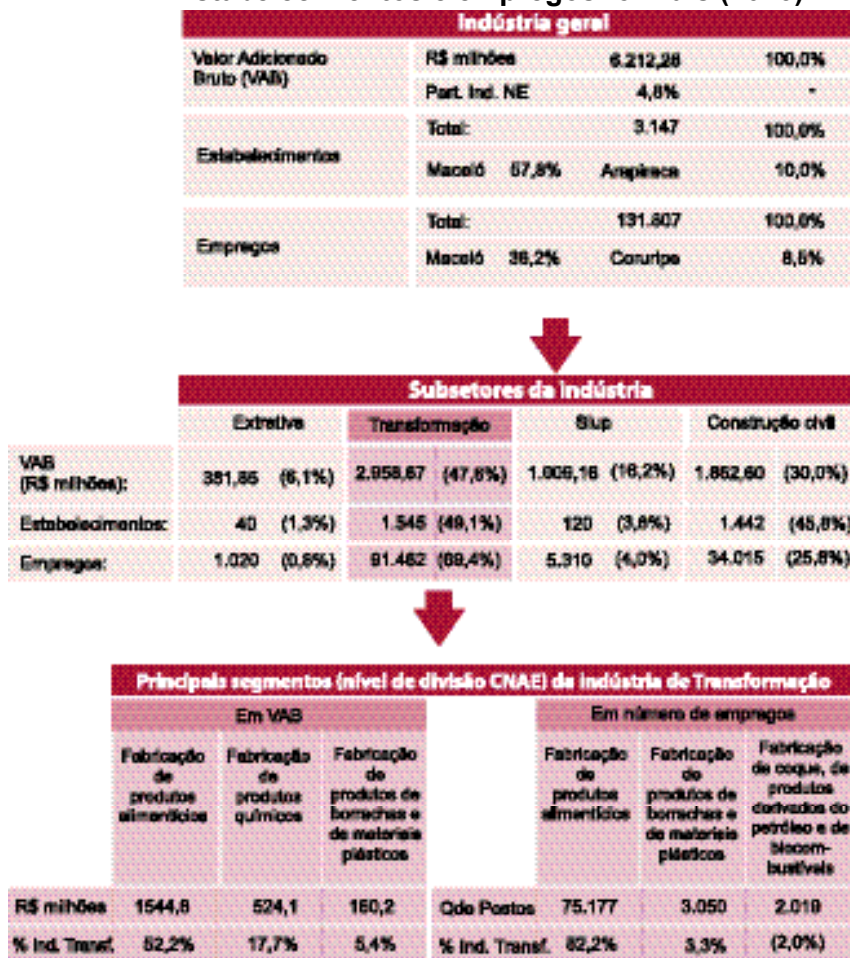 Indústria geral
Valor Adicionado Bruto (VAB) R$ milhões 6.212,28 100,0%
Part. Ind. NE 4,8% -
Estabelecimentos Total: 3.147 100,0%
Maceió 57,8% Arapiraca 10,0%
Empregos Total: 131.807 100,0%
Maceió 36,2% Coruripe 8,5%
Subsetores da indústria
Extrativa Transformação Siup Construção civil
VAB
(R$ milhões): 381,85 (6,1%) 2.958,67 (47,6%) 1.009,16 (16,2%) 1.862,60 (30,0%)
Estabelecimentos: 40 (1,3%) 1.545 (49,1%) 120 (3,8%) 1.442 (45,8%)
Empregos: 1.020 (0,8%) 91.462 (69,4%) 5.310 (4,0%) 34.015 (25,8%)
Principais segmentos (nível de divisão CNAE) da indústria de Transformação
Em VAB Em número de empregos
Fabricação
de
produtos
alimentícios
Fabricação
de
produtos
químicos
Fabricação
de
produtos de
borrachas e
de materiais
plásticos
Fabricação
de
produtos
alimentícios
Fabricação
de
produtos de
borrachas e
de materiais
plásticos
Fabricação
de coque, de
produtos
derivados do
petróleo e de
biocom-
bustíveis
R$ milhões 1544,8 524,1 160,2 Qde Postos 75.177 3.050 2.010
% Ind. Transf. 52,2% 17,7% 5,4% % Ind. Transf. 82,2% 3,3% (2,0%)